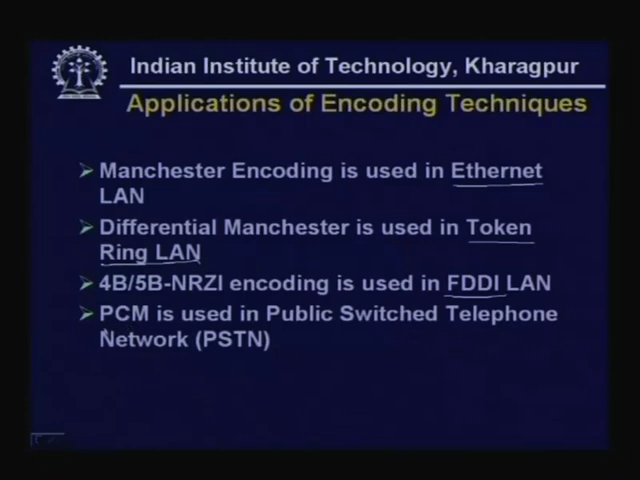 Indian Institute of Technology, Kharagpur
Applications of Encoding Techniques
Manchester Encoding is used in Ethernet
LAN
Differential Manchester is used in Token
Ring LAN
4B/5B-NRZI encoding is used in FDDI LAN
PCM is used in Public Switched Telephone
Network (PSTN)